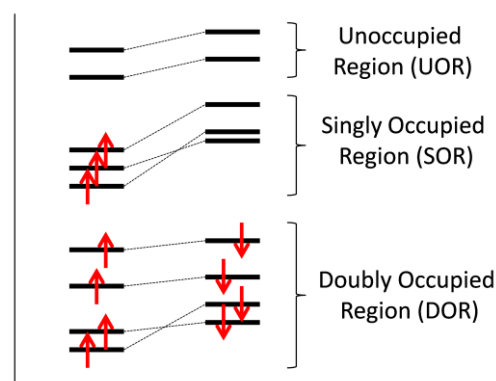 Unoccupied
Region (UOR)
Singly Occupied
Region (SOR)
Doubly Occupied
Region (DOR)